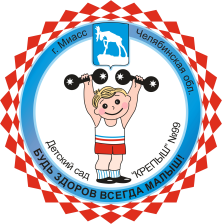 г. Миасс
Челябинская обл.
Детский сад
"КРЕПЫШ" №99
БУДЬ ЗДОРОВ ВСЕГДА МАЛЫШ!